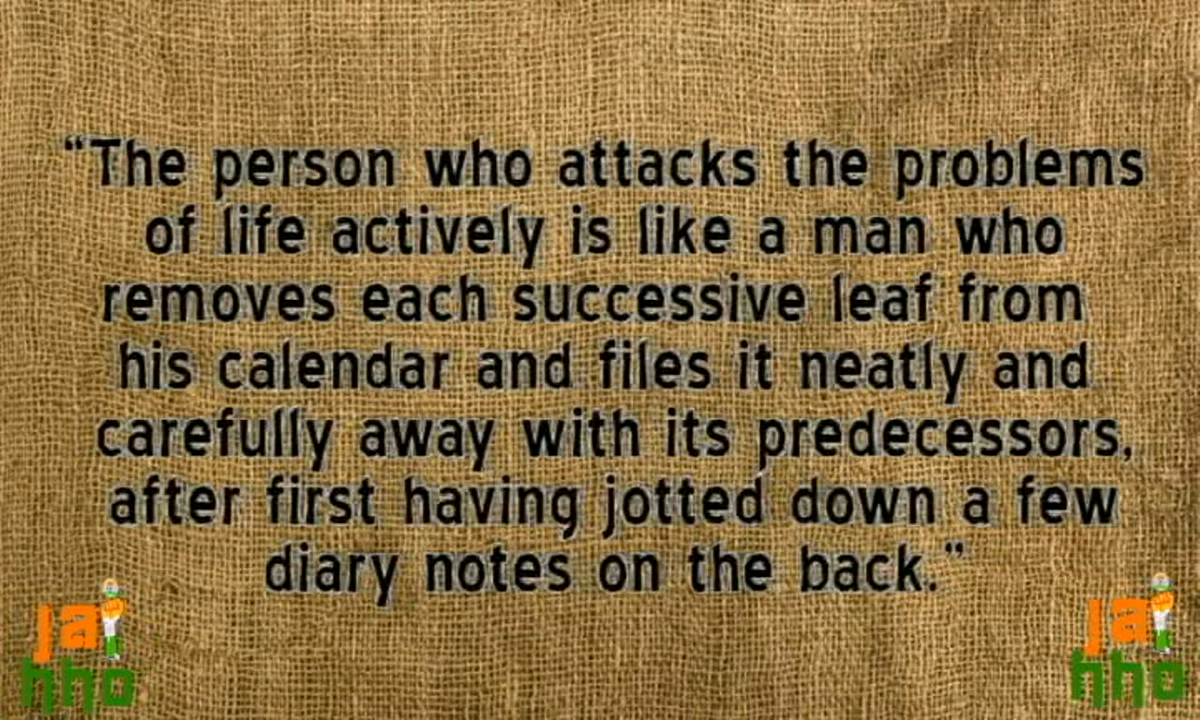 “The person who attacks the problems
of life actively is like a man who
removes each successive leaf from
his calendar and files it neatly and
carefully away with its predecessors,
after first having jotted down a few
diary notes on the back.”
jai
hho
jai
hho